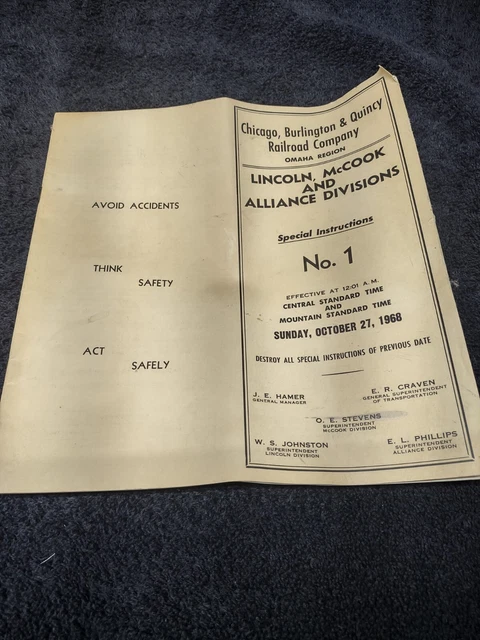 AVOID ACCIDENTS
THINK
SAFETY
ACT
SAFELY
Chicago, Burlington & Quincy
Railroad Company
OMAHA REGION
LINCOLN, McCOOK
AND
ALLIANCE DIVISIONS
Special Instructions
No. 1
EFFECTIVE AT 12:01 A.M.
CENTRAL STANDARD TIME
AND
MOUNTAIN STANDARD TIME
SUNDAY, OCTOBER 27, 1968
DESTROY ALL SPECIAL INSTRUCTIONS OF PREVIOUS DATE
J. E. HAMER
GENERAL MANAGER
E. R. CRAVEN
GENERAL SUPERINTENDENT
OF TRANSPORTATION
O. E. STEVENS
SUPERINTENDENT
McCOOK DIVISION
W. S. JOHNSTON
SUPERINTENDENT
LINCOLN DIVISION
E. L. PHILLIPS
SUPERINTENDENT
ALLIANCE DIVISION